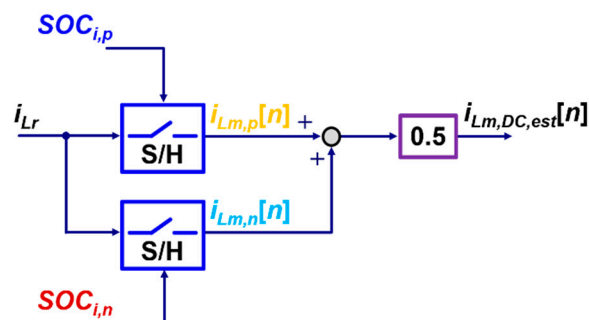 SOCi,p
iLr
iLm,p[n]
+
S/H
+
0.5
iLm,DC,est[n]
iLm,n[n]
S/H
SOCi,n